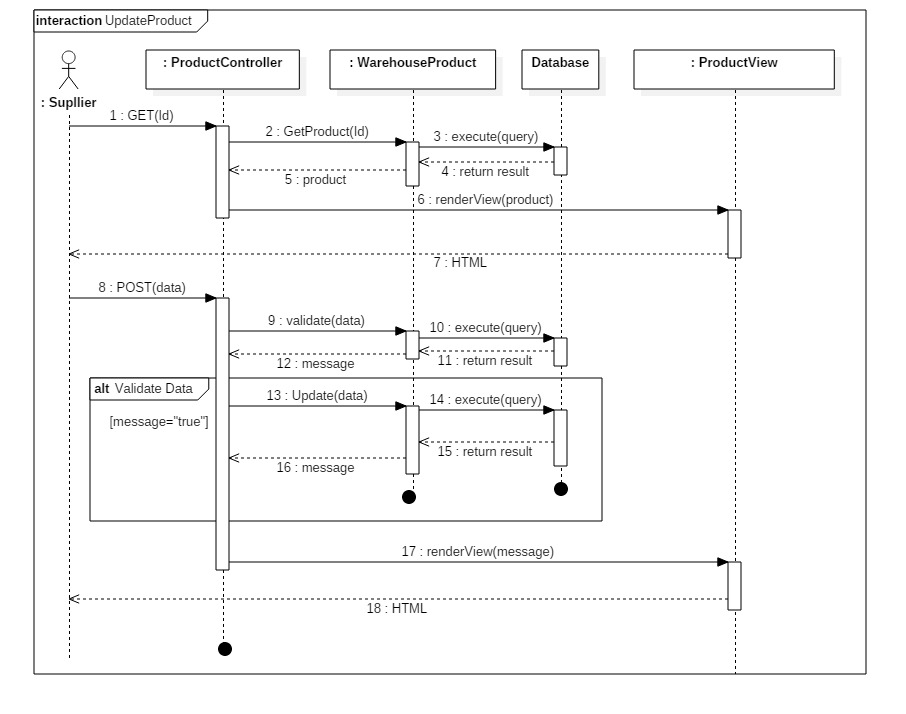 interaction UpdateProduct
: ProductController
: WarehouseProduct
Database
: ProductView
: Supllier
1 : GET(Id)
2 : GetProduct(Id)
3 : execute(query)
4 : return result
5 : product
6 : renderView(product)
7 : HTML
8 : POST(data)
9 : validate(data)
10 : execute(query)
11 : return result
12 : message
alt Validate Data
13 : Update(data)
14 : execute(query)
[message="true"]
15 : return result
16 : message
17 : renderView(message)
18 : HTML